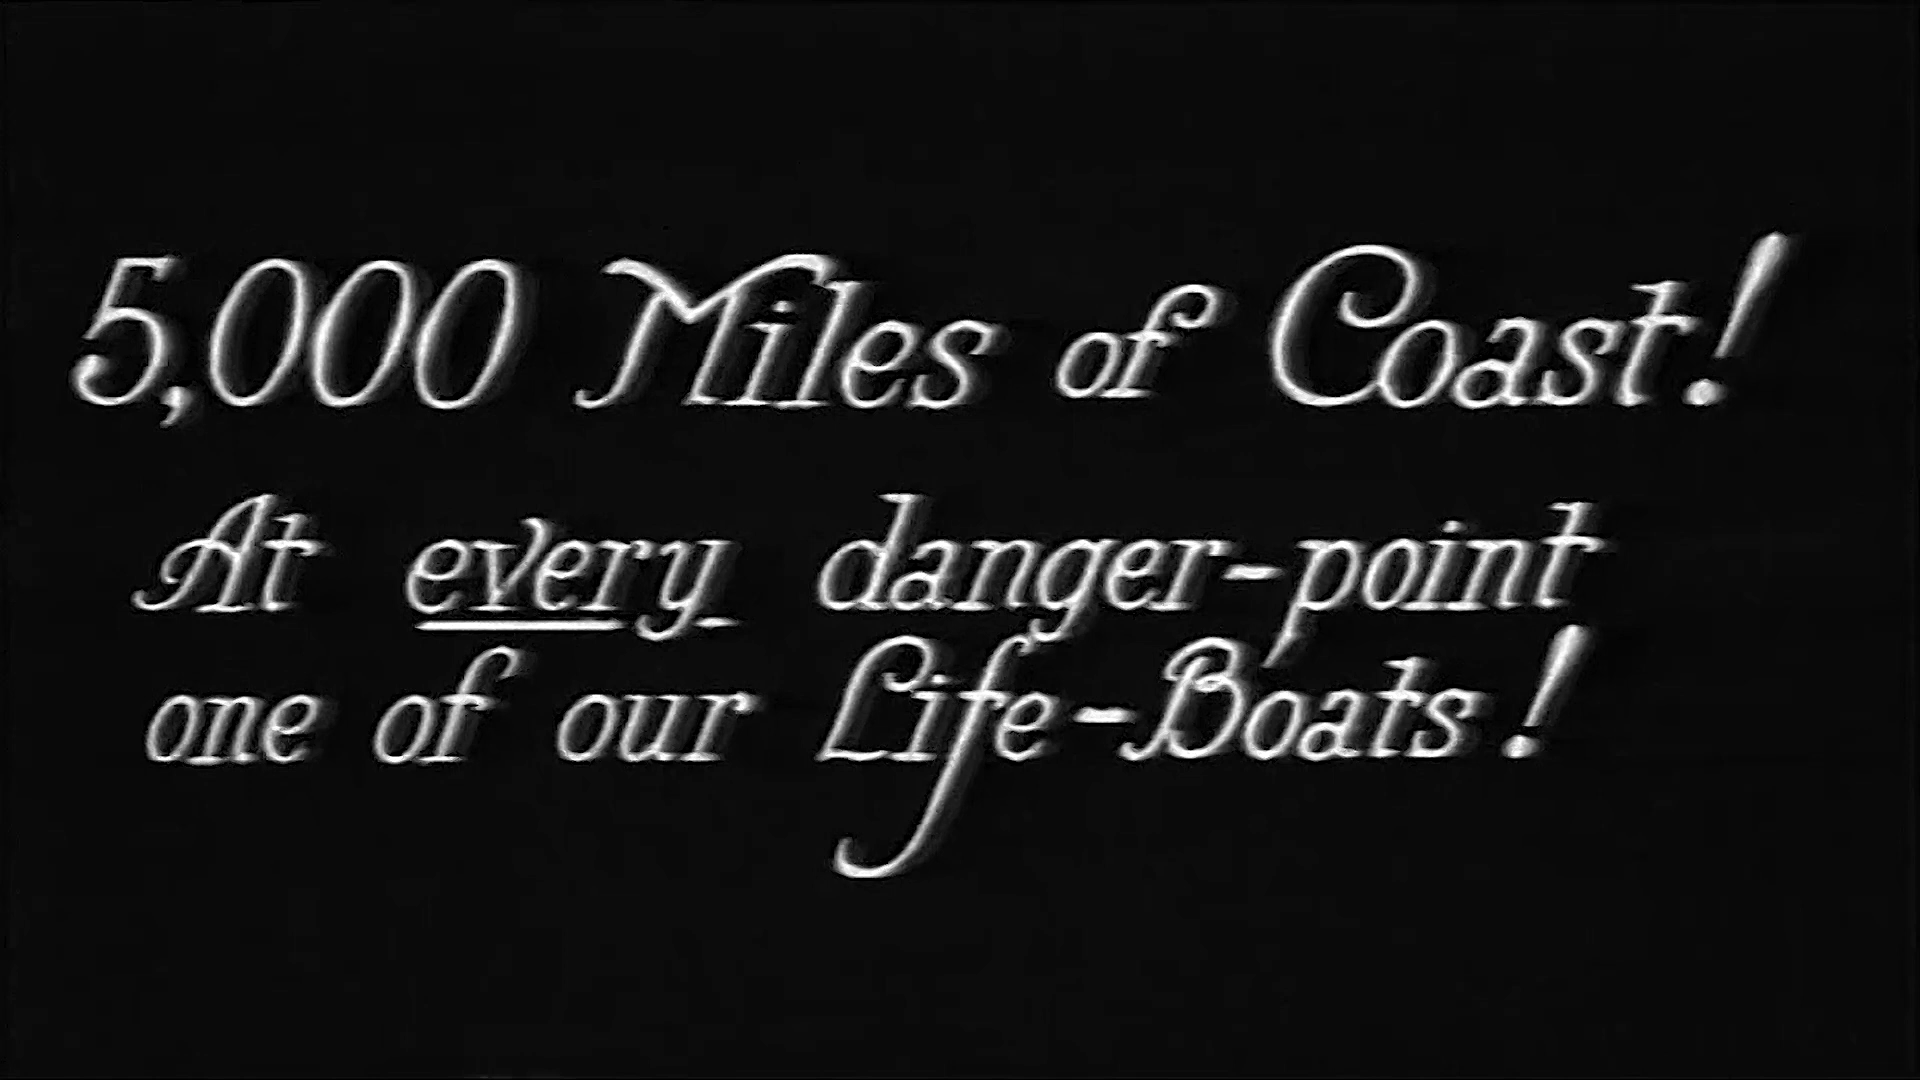 5,000 Miles of Coast!
At every danger-point
one of our Life-Boats!